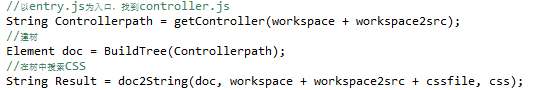 //以entry.js为入口，找到controller.js
String Controllerpath = getController(workspace + workspace2src);
//建树
Element doc = BuildTree(Controllerpath);
//在树中搜索CSS
String Result = doc2String(doc, workspace + workspace2src + cssfile, css);